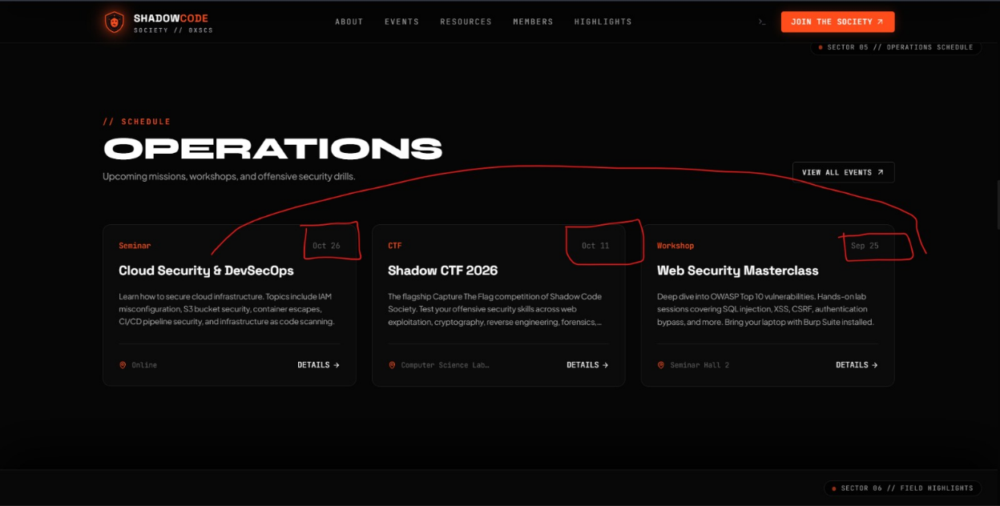 SHADOWCODE
SOCIETY // 0XSCS
ABOUT EVENTS RESOURCES MEMBERS HIGHLIGHTS
>_
JOIN THE SOCIETY ↗
SECTOR 05 // OPERATIONS SCHEDULE
// SCHEDULE
OPERATIONS
Upcoming missions, workshops, and offensive security drills.
VIEW ALL EVENTS ↗
Seminar Oct 26
Cloud Security & DevSecOps
Learn how to secure cloud infrastructure. Topics include IAM
misconfiguration, S3 bucket security, container escapes,
CI/CD pipeline security, and infrastructure as code scanning.
Online DETAILS →
CTF Oct 11
Shadow CTF 2026
The flagship Capture The Flag competition of Shadow Code
Society. Test your offensive security skills across web
exploitation, cryptography, reverse engineering, forensics,…
Computer Science Lab… DETAILS →
Workshop Sep 25
Web Security Masterclass
Deep dive into OWASP Top 10 vulnerabilities. Hands-on lab
sessions covering SQL injection, XSS, CSRF, authentication
bypass, and more. Bring your laptop with Burp Suite installed.
Seminar Hall 2 DETAILS →
SECTOR 06 // FIELD HIGHLIGHTS